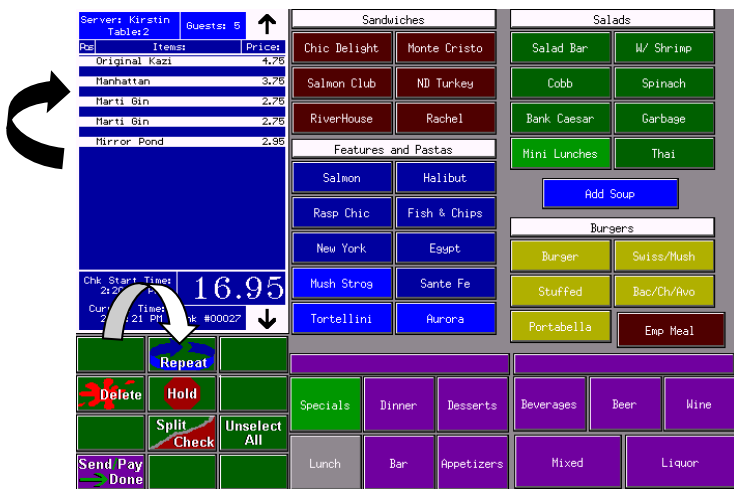 Server: Kirstin
Table:2
Guests: 5
Pos Items: Price:
Original Kazi 4.75
Manhattan 3.75
Marti Gin 2.75
Marti Gin 2.75
Mirror Pond 2.95
Chk Start Time:
16.95
#00027
Repeat
Delete
Hold
Split
Check
Unselect
All
Send/Pay
Done
Sandwiches
Chic Delight Monte Cristo
Salmon Club ND Turkey
RiverHouse Rachel
Features and Pastas
Salmon Halibut
Rasp Chic Fish & Chips
New York Egypt
Mush Strog Sante Fe
Tortellini Aurora
Salads
Salad Bar W/ Shrimp
Cobb Spinach
Bank Caesar Garbage
Mini Lunches Thai
Add Soup
Burgers
Burger Swiss/Mush
Stuffed Bac/Ch/Avo
Portabella Emp Meal
Specials Dinner Desserts Beverages Beer Wine
Lunch Bar Appetizers Mixed Liquor